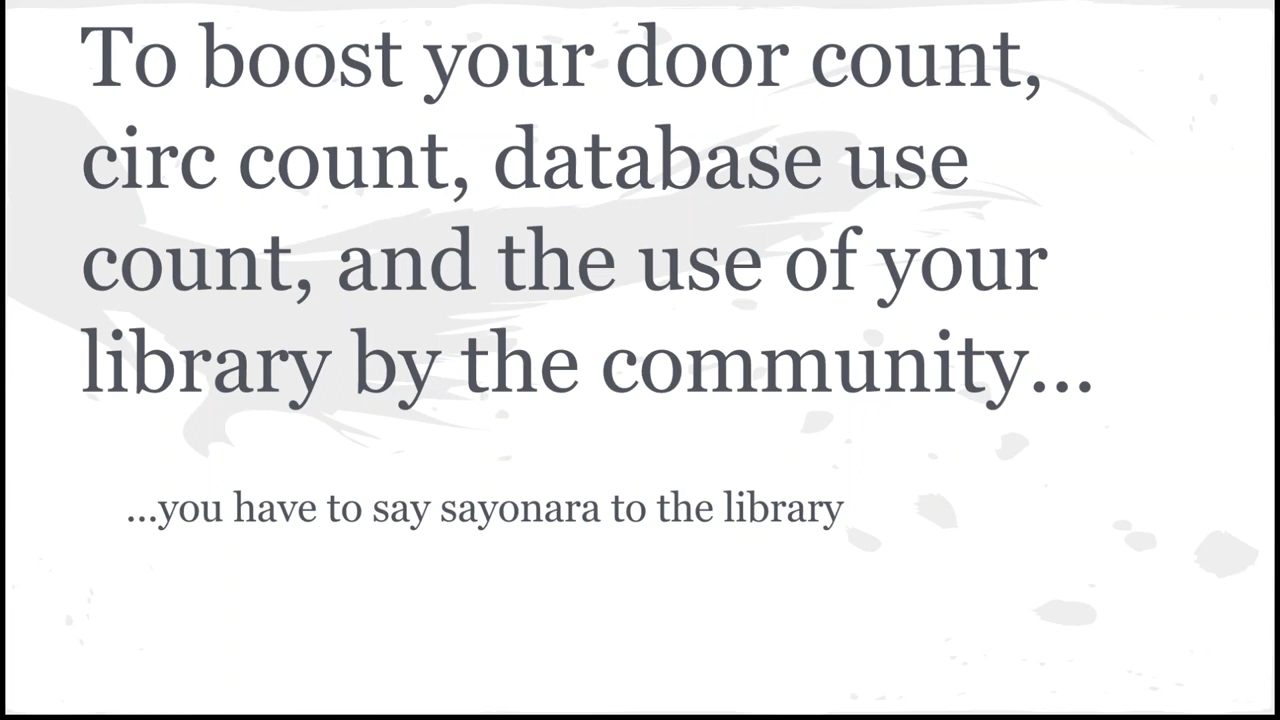 To boost your door count,
circ count, database use
count, and the use of your
library by the community...
...you have to say sayonara to the library